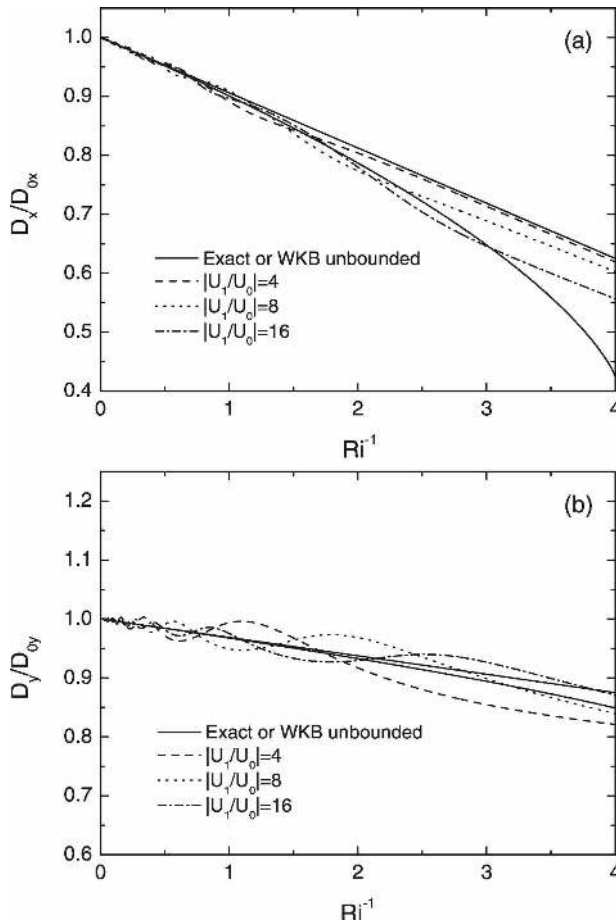 (a)
1.0
0.9
0.8
0.7
0.6
0.5
0.4
D_x/D_0x
Exact or WKB unbounded
|U_1/U_0|=4
|U_1/U_0|=8
|U_1/U_0|=16
0 1 2 3 4
Ri^-1
(b)
1.2
1.1
1.0
0.9
0.8
0.7
0.6
D_y/D_0y
Exact or WKB unbounded
|U_1/U_0|=4
|U_1/U_0|=8
|U_1/U_0|=16
0 1 2 3 4
Ri^-1